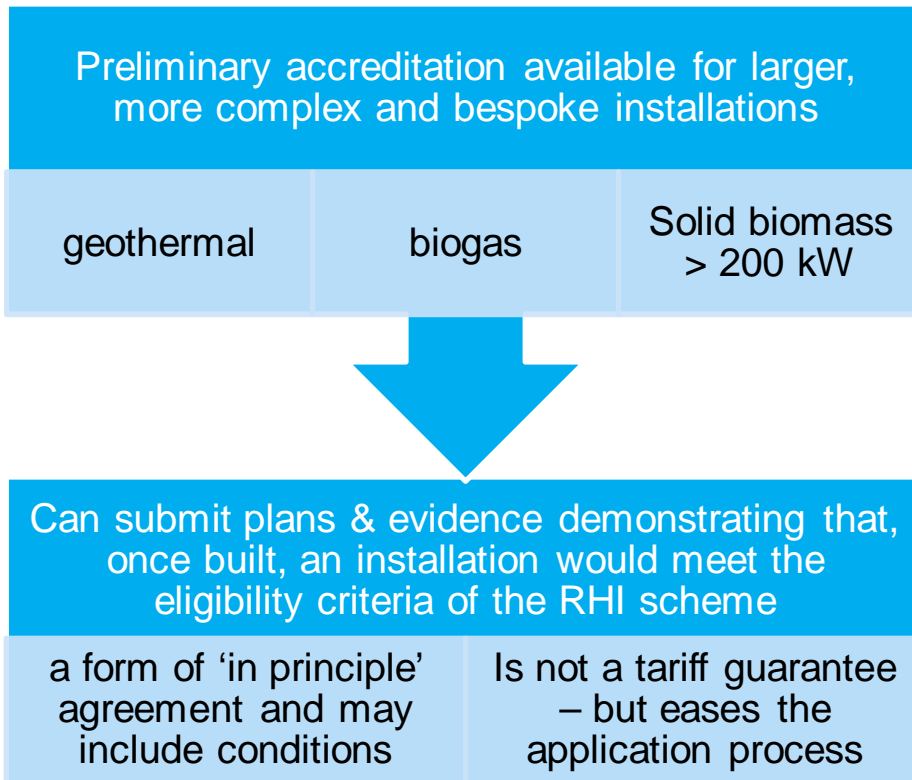 Preliminary accreditation available for larger,
more complex and bespoke installations
geothermal
biogas
Solid biomass
> 200 kW
Can submit plans & evidence demonstrating that,
once built, an installation would meet the
eligibility criteria of the RHI scheme
a form of ‘in principle’
agreement and may
include conditions
Is not a tariff guarantee
– but eases the
application process